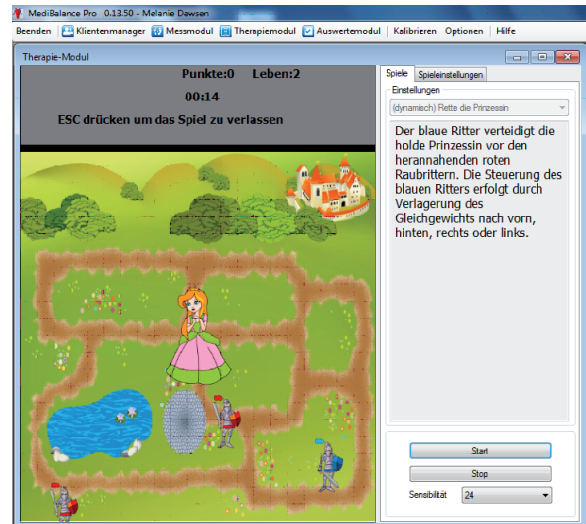 MediBalance Pro 0.13.50 - Melanie Dawsen
Beenden Klientenmanager Messmodul Therapiemodul Auswertemodul Kalibrieren Optionen Hilfe
Therapie-Modul
Punkte:0 Leben:2
00:14
ESC drücken um das Spiel zu verlassen
Spiele Spieleinstellungen
Einstellungen
(dynamisch) Rette die Prinzessin
Der blaue Ritter verteidigt die
holde Prinzessin vor den
herannahenden roten
Raubrittern. Die Steuerung des
blauen Ritters erfolgt durch
Verlagerung des
Gleichgewichts nach vorn,
hinten, rechts oder links.
Start
Stop
Sensibilität 24